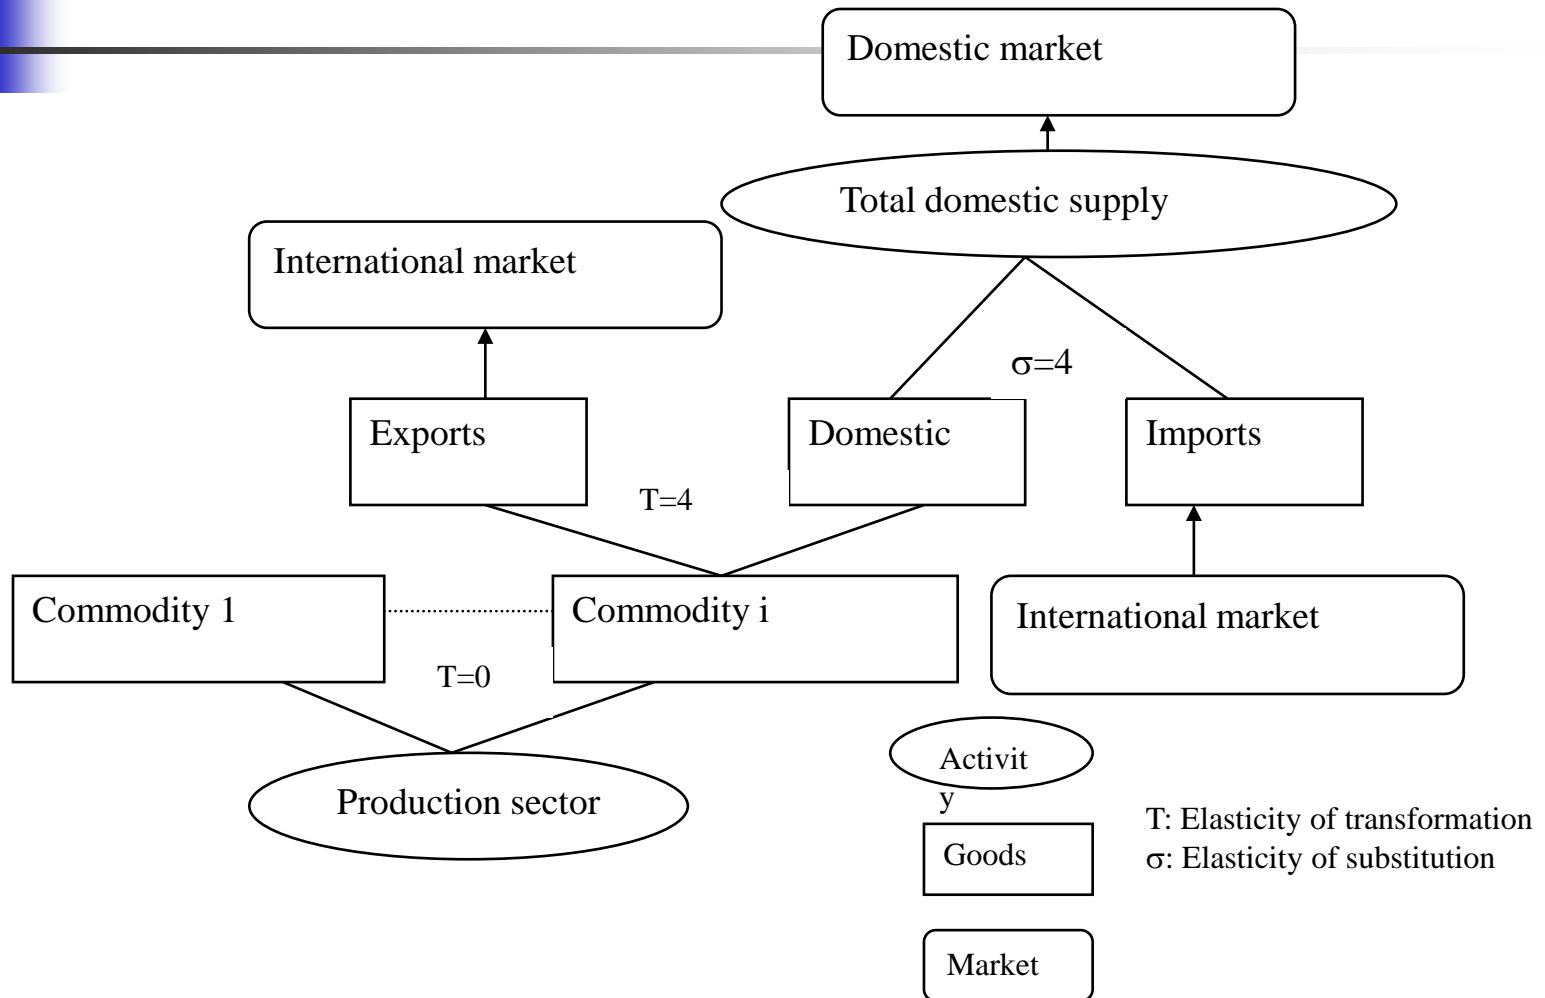 Domestic market
Total domestic supply
International market
σ=4
Exports
Domestic
Imports
T=4
Commodity 1
Commodity i
International market
T=0
Production sector
Activit
y
Goods
Market
T: Elasticity of transformation
σ: Elasticity of substitution